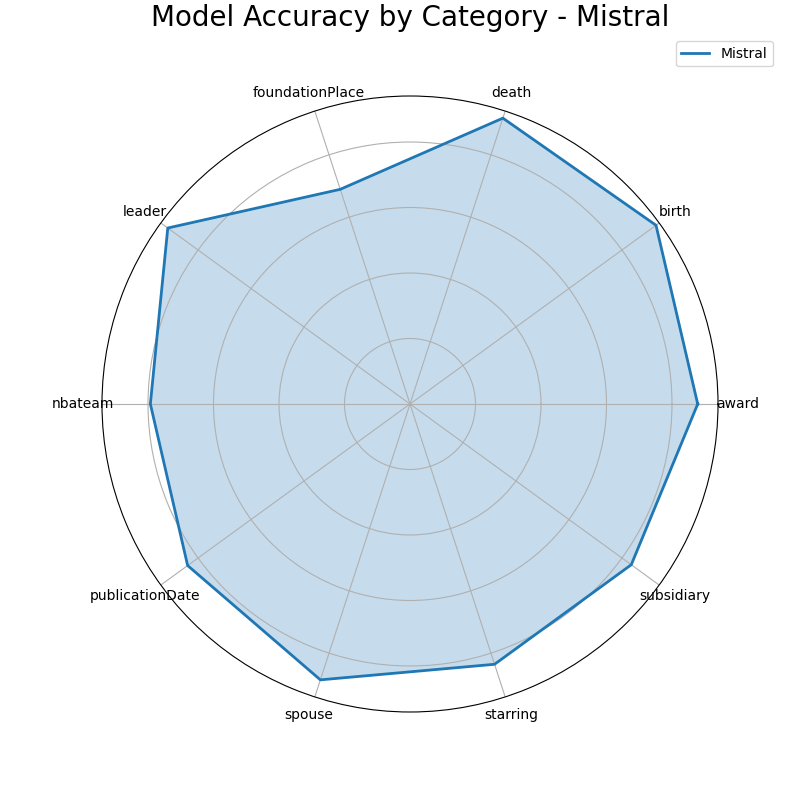 Model Accuracy by Category - Mistral
Mistral
foundationPlace
death
leader
birth
nbateam
award
publicationDate
subsidiary
spouse
starring